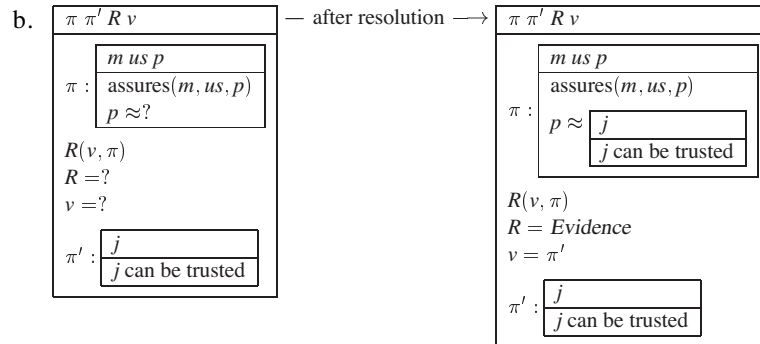 b.
π π′ R v
m us p
π :
assures(m, us, p)
p ≈?
R(v, π)
R =?
v =?
π′ :
j
j can be trusted
— after resolution —→
π π′ R v
m us p
assures(m, us, p)
π :
p ≈
j
j can be trusted
R(v, π)
R = Evidence
v = π′
π′ :
j
j can be trusted